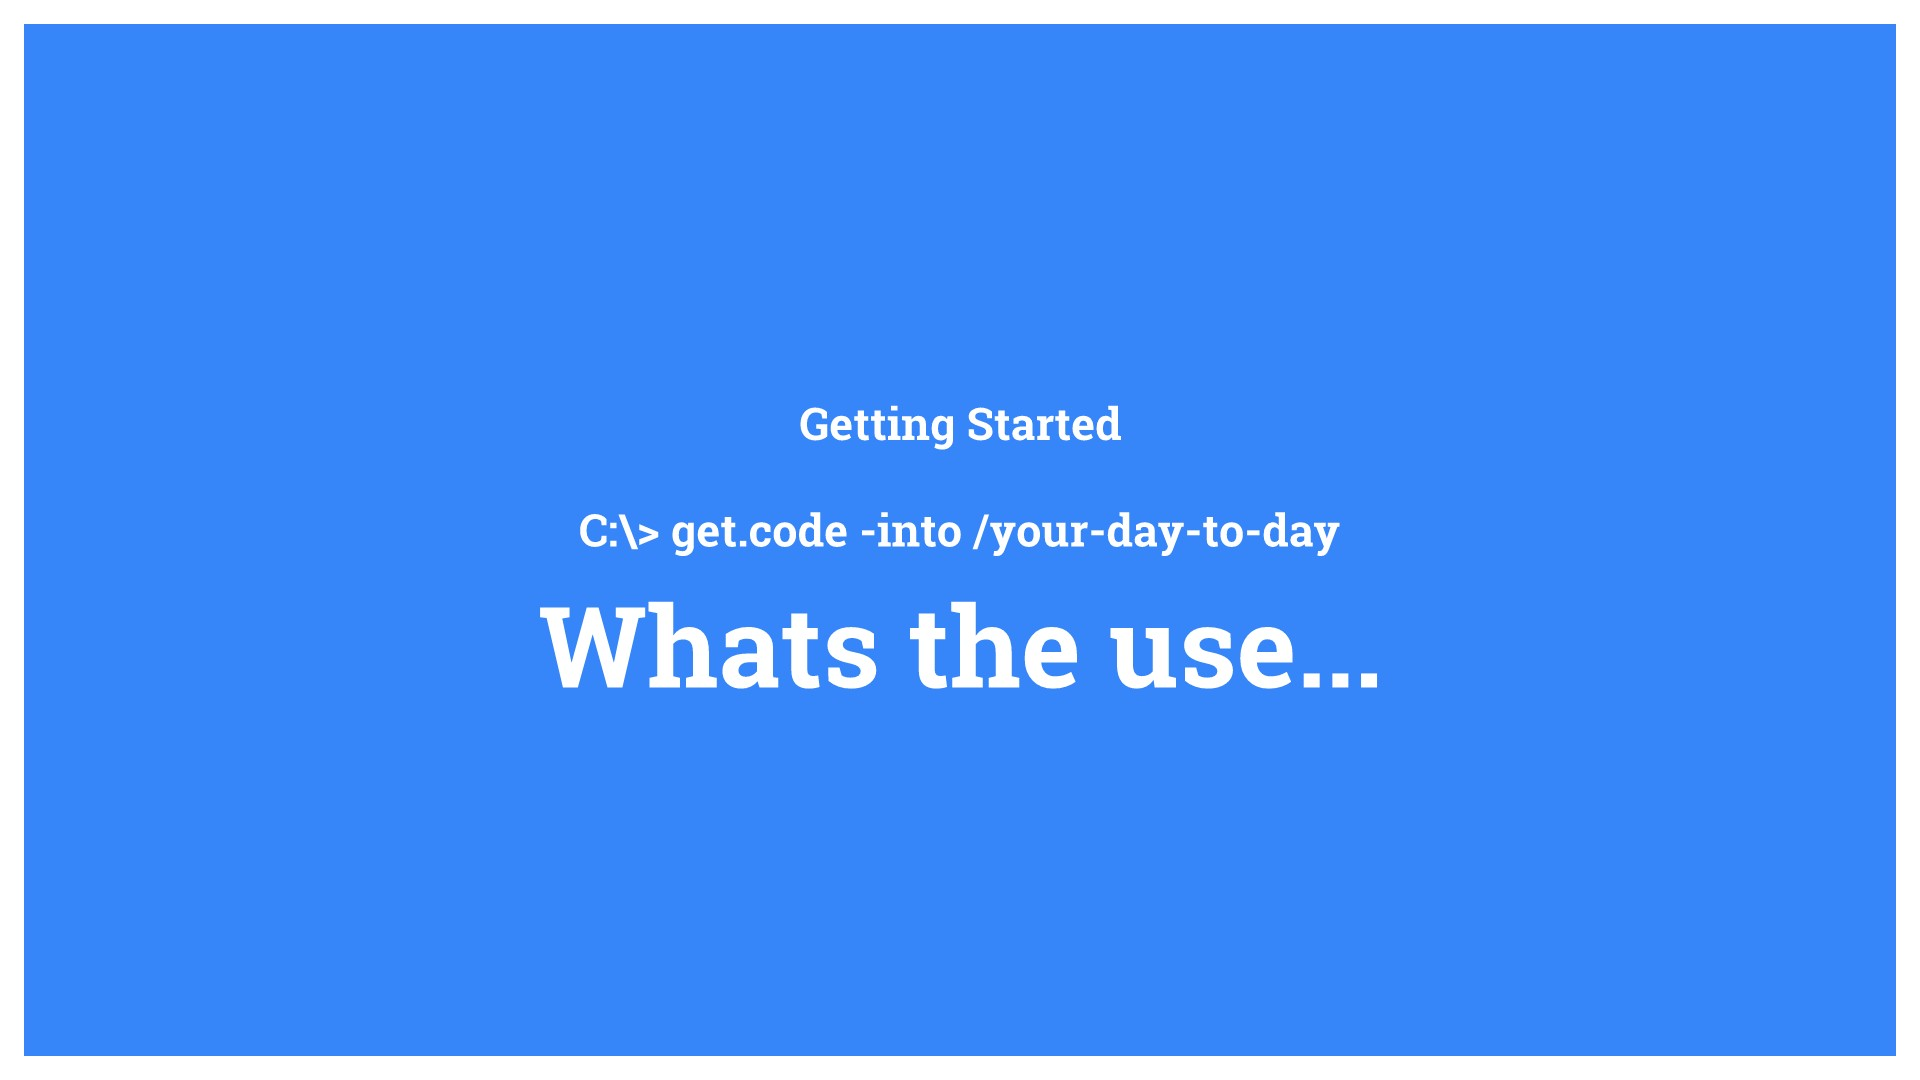 Getting Started
C:\> get.code -into /your-day-to-day
Whats the use...